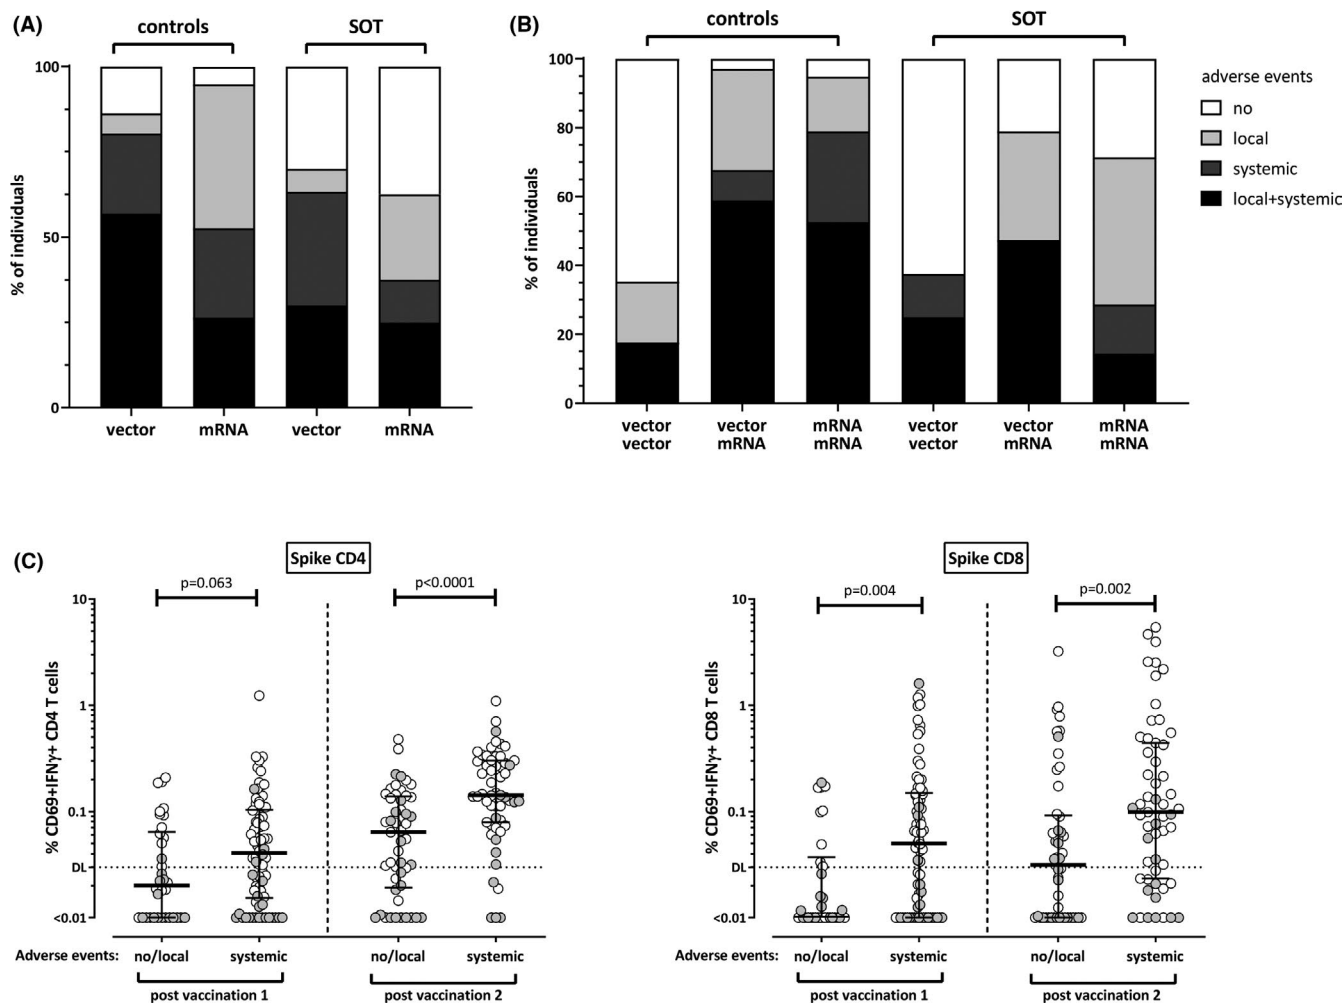 (A)
controls
SOT
100
50
0
% of individuals
vector
mRNA
vector
mRNA
(B)
controls
SOT
100
80
60
40
20
0
% of individuals
vector
vector
vector
mRNA
mRNA
mRNA
vector
vector
vector
mRNA
mRNA
mRNA
adverse events
no
local
systemic
local+systemic
(C)
Spike CD4
p=0.063
p<0.0001
10
1
0.1
DL
<0.01
% CD69+IFNγ+ CD4 T cells
Adverse events:
no/local
systemic
no/local
systemic
post vaccination 1
post vaccination 2
Spike CD8
p=0.004
p=0.002
10
1
0.1
DL
<0.01
% CD69+IFNγ+ CD8 T cells
Adverse events:
no/local
systemic
no/local
systemic
post vaccination 1
post vaccination 2